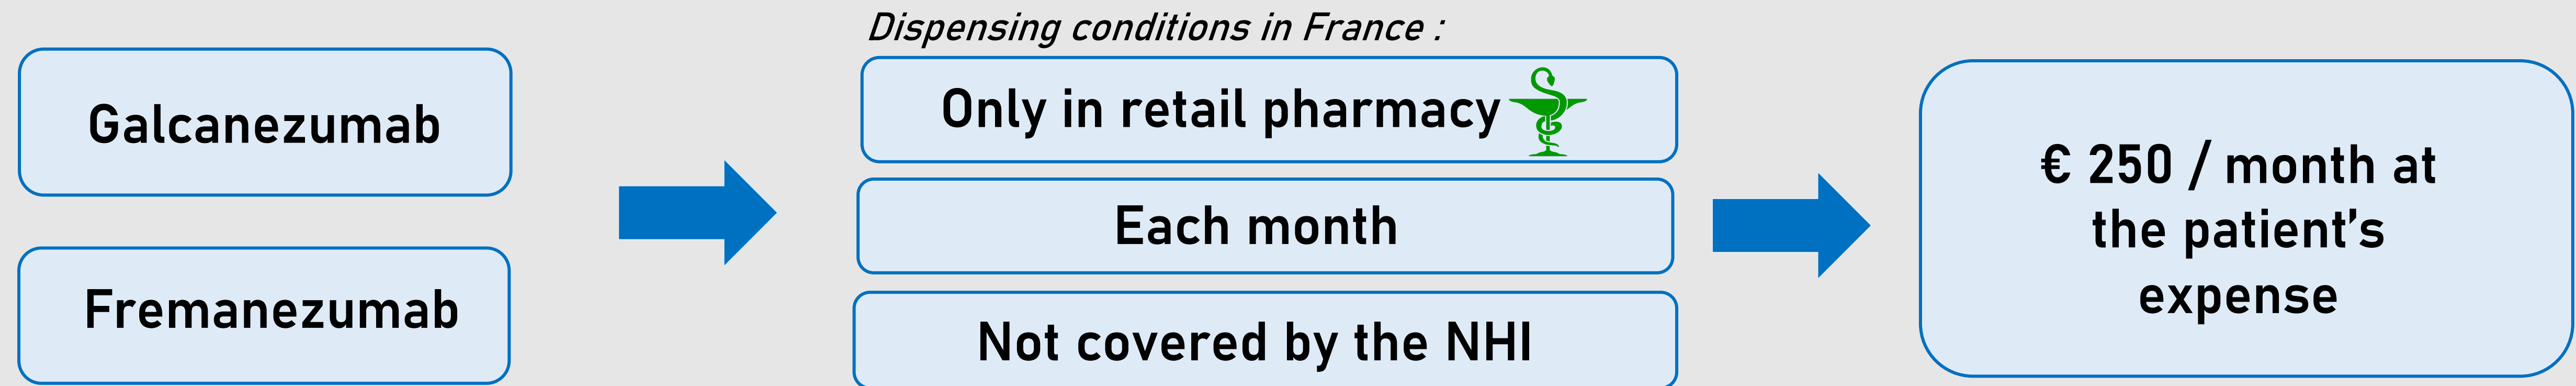 Galcanezumab
Fremanezumab
Dispensing conditions in France :
Only in retail pharmacy
Each month
Not covered by the NHI
€ 250 / month at
the patient’s
expense